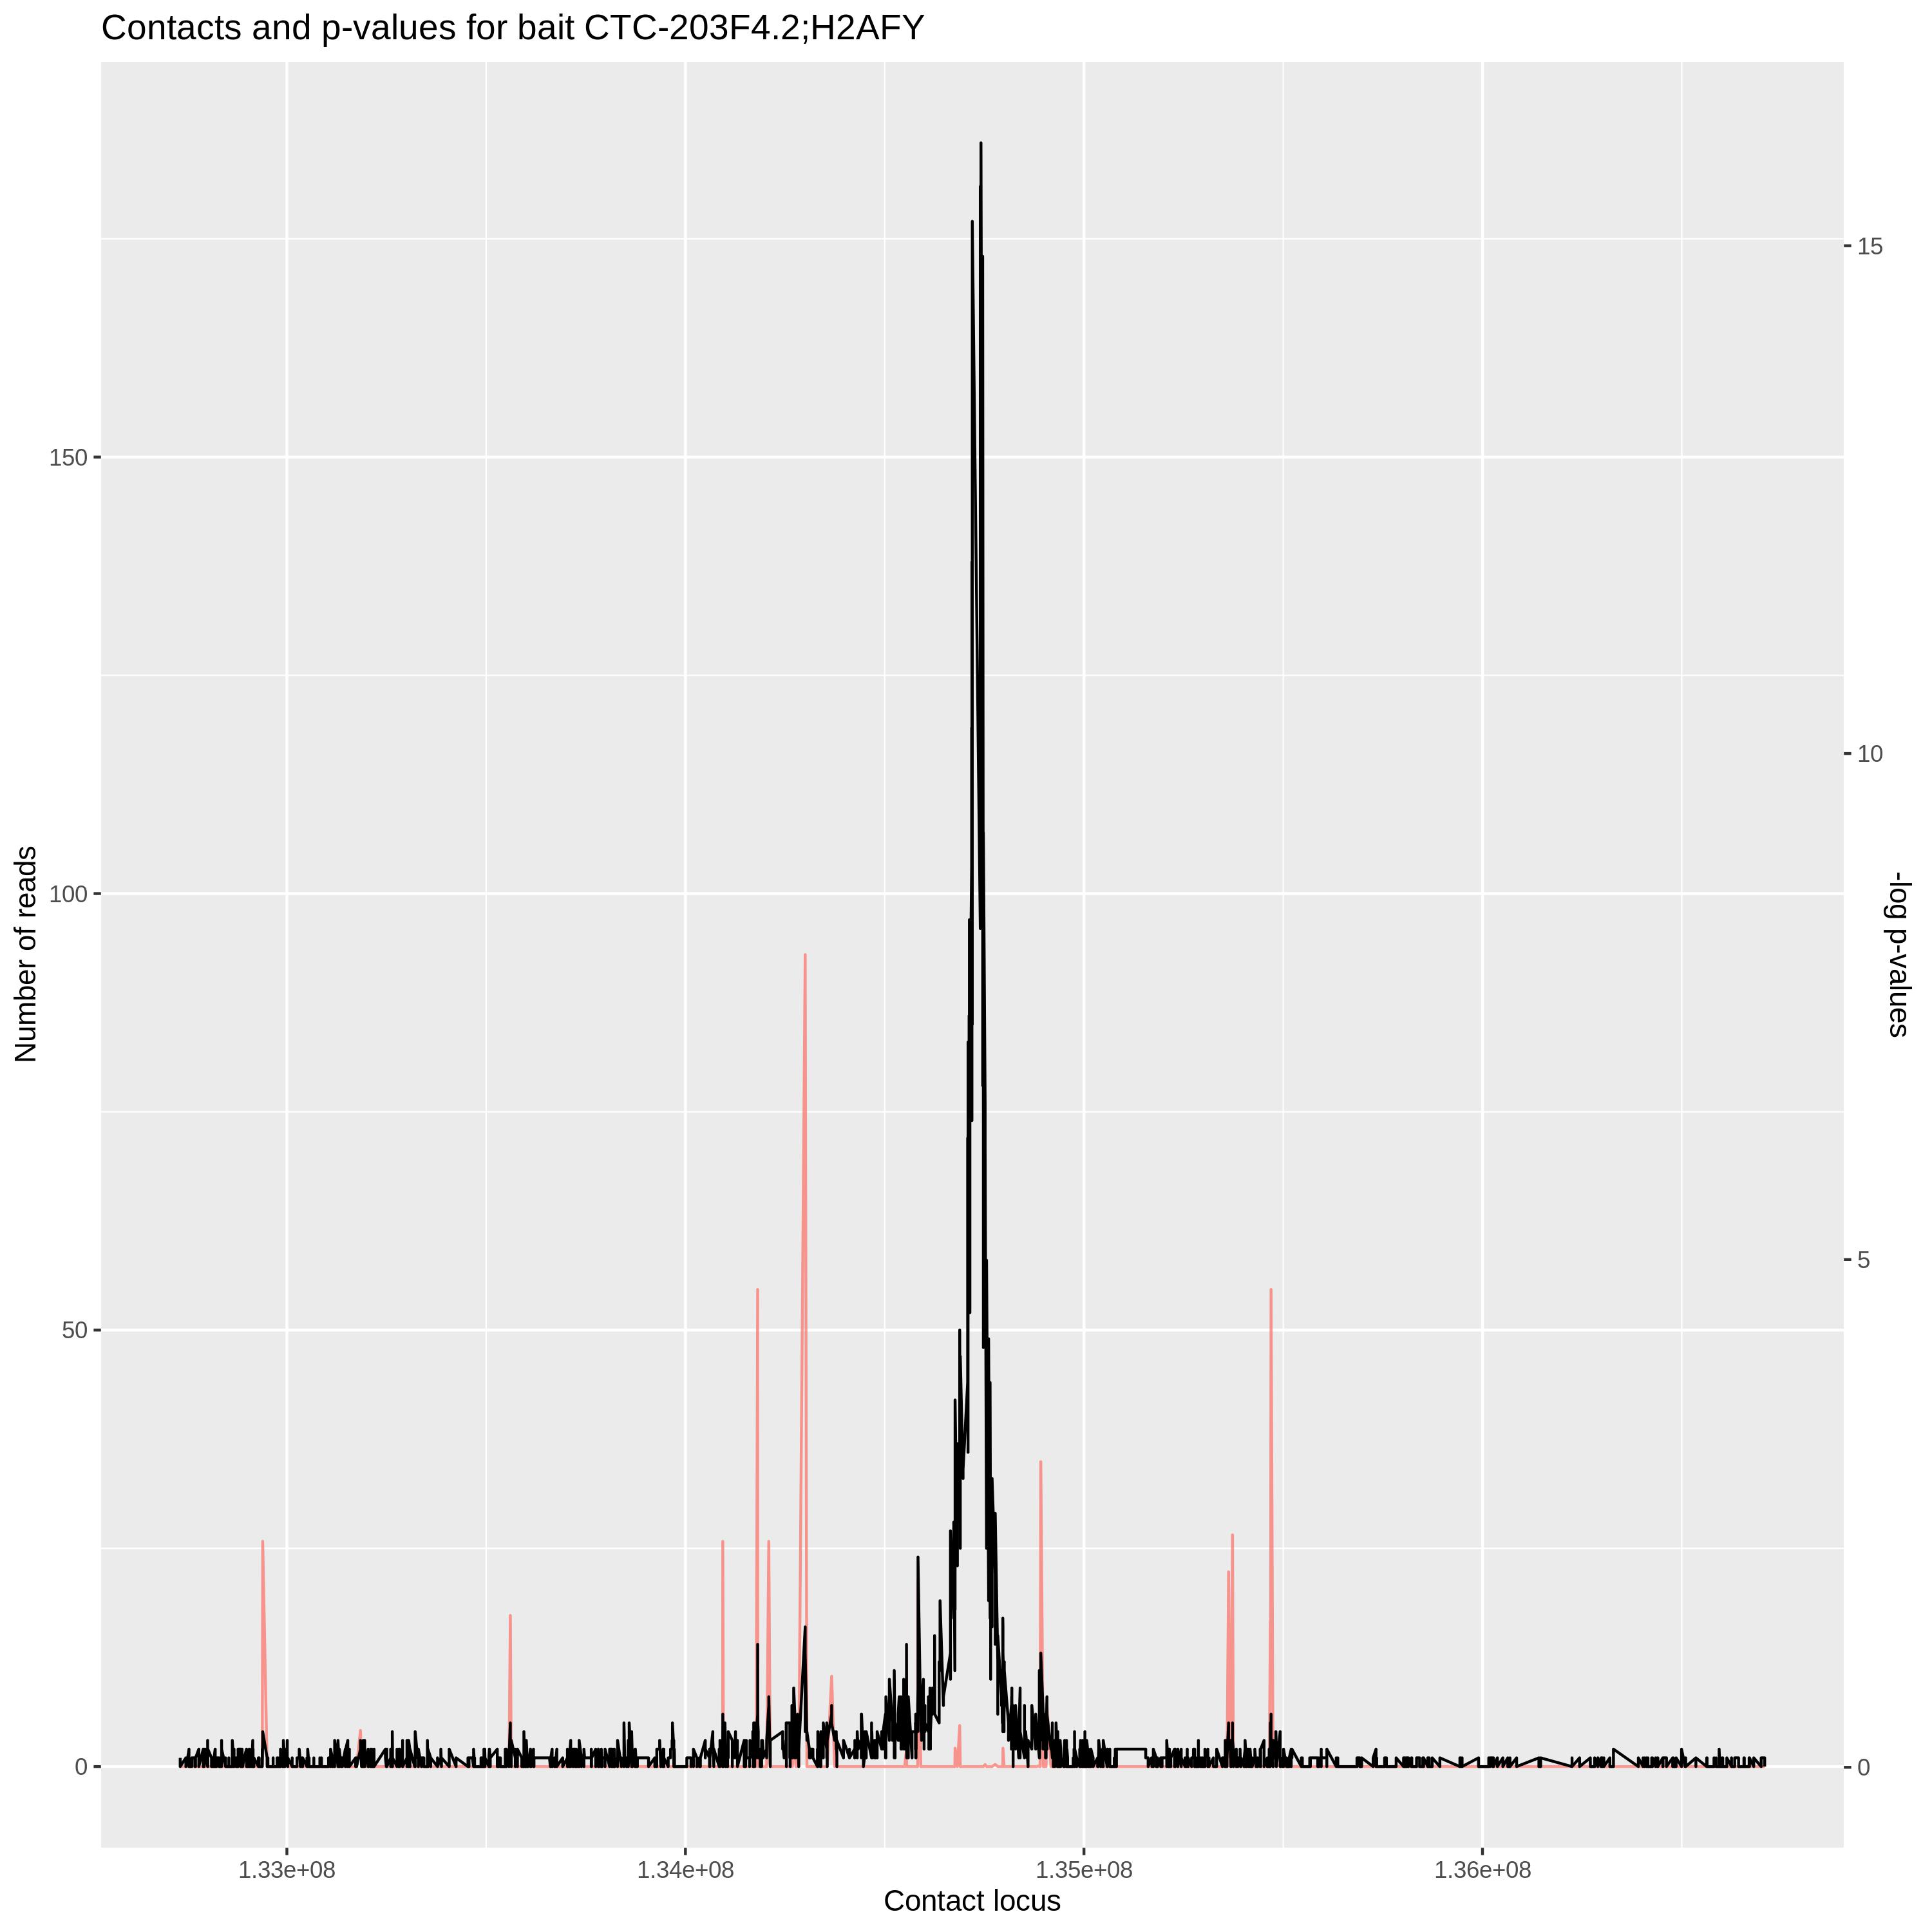 Contacts and p-values for bait CTC-203F4.2;H2AFY
Number of reads
150
100
50
0
15
10
5
0
-log p-values
1.33e+08
1.34e+08
1.35e+08
1.36e+08
Contact locus